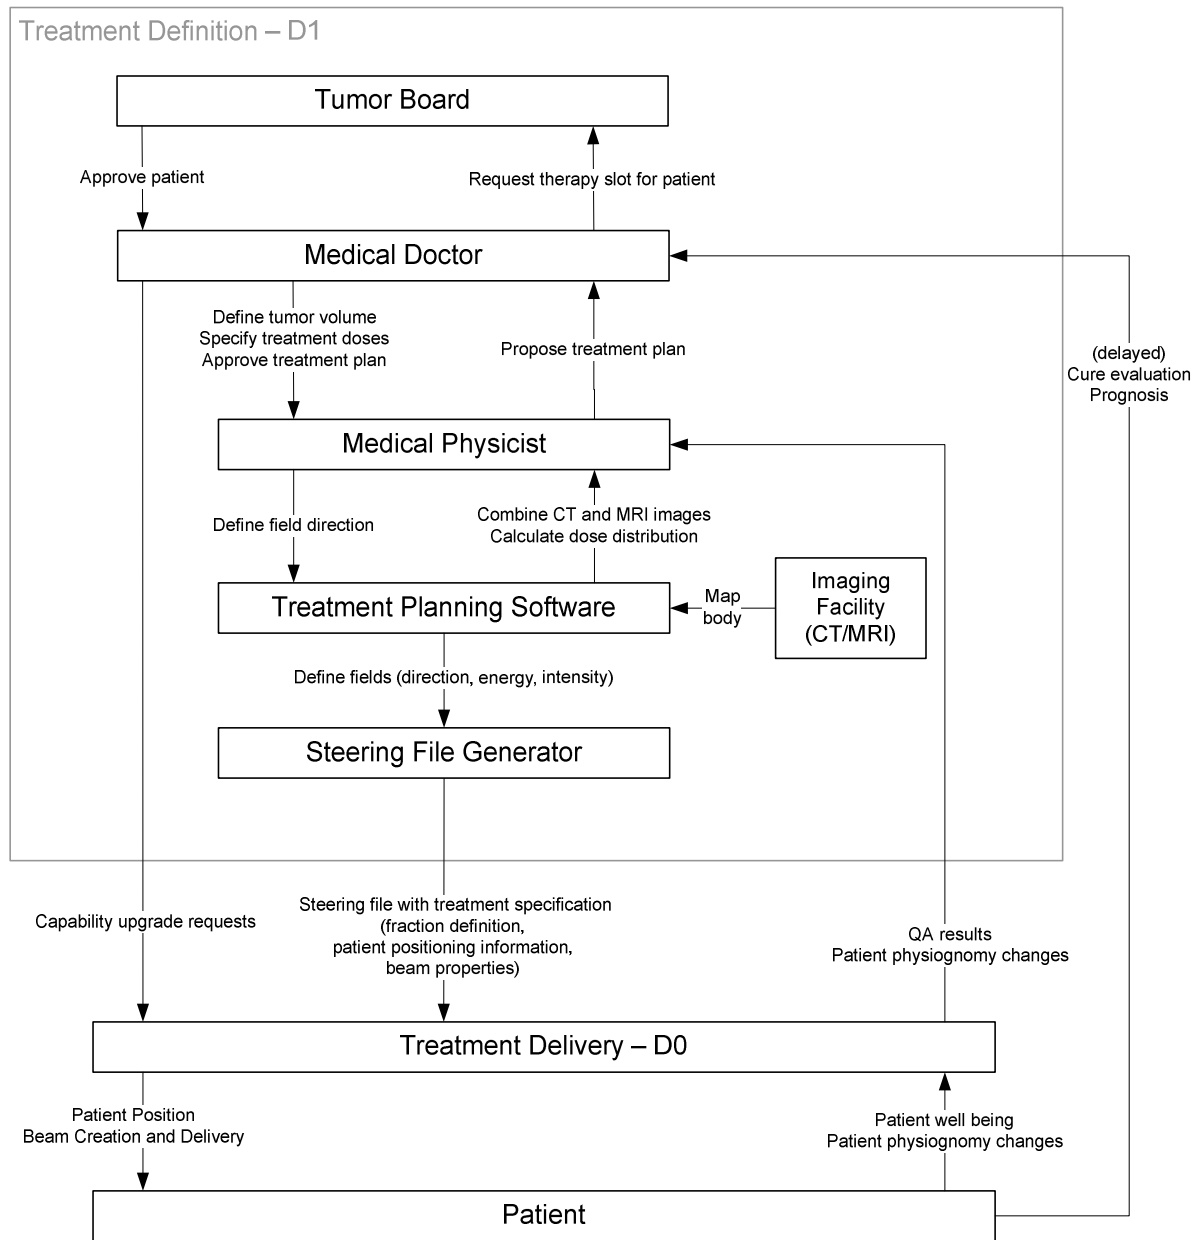 Treatment Definition – D1
Tumor Board
Approve patient
Request therapy slot for patient
Medical Doctor
Define tumor volume
Specify treatment doses
Approve treatment plan
Propose treatment plan
(delayed)
Cure evaluation
Prognosis
Medical Physicist
Define field direction
Combine CT and MRI images
Calculate dose distribution
Treatment Planning Software
Map
body
Imaging
Facility
(CT/MRI)
Define fields (direction, energy, intensity)
Steering File Generator
Capability upgrade requests
Steering file with treatment specification
(fraction definition,
patient positioning information,
beam properties)
QA results
Patient physiognomy changes
Treatment Delivery – D0
Patient Position
Beam Creation and Delivery
Patient well being
Patient physiognomy changes
Patient